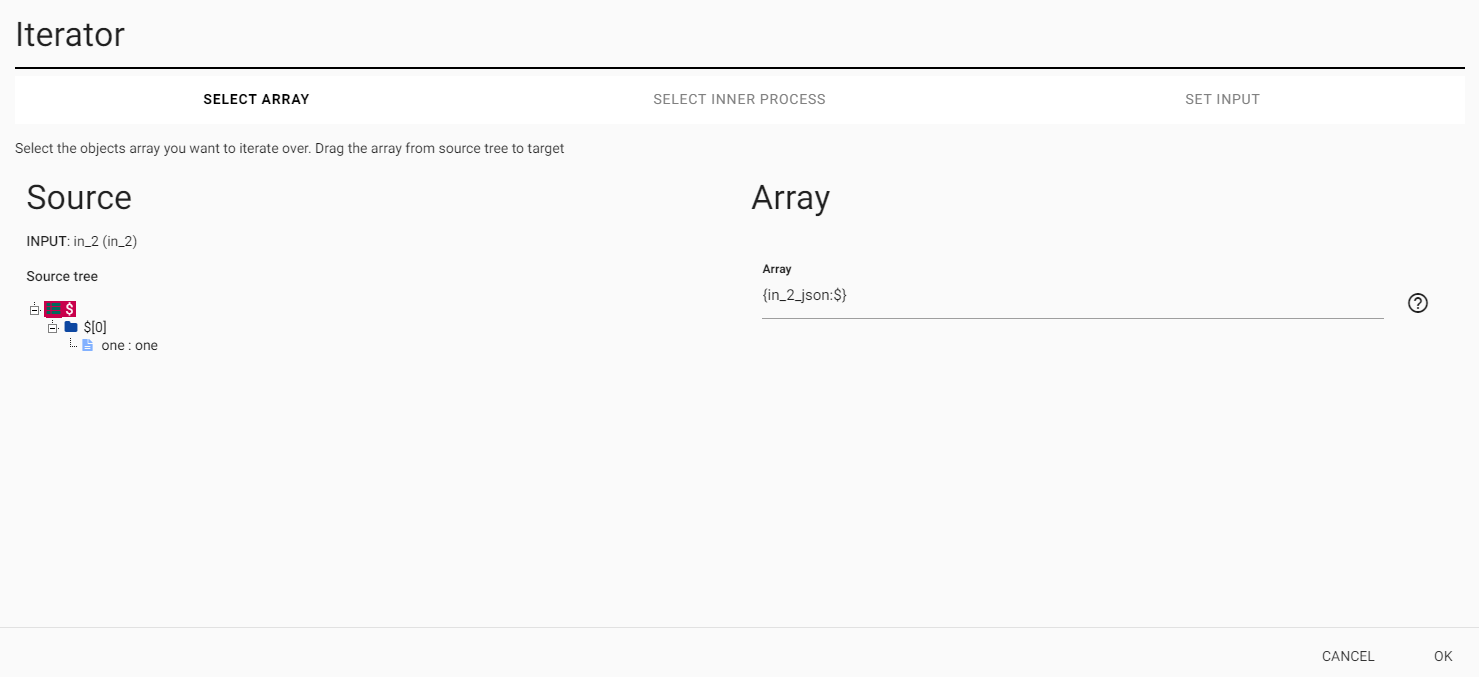 Iterator
SELECT ARRAY
SELECT INNER PROCESS
SET INPUT
Select the objects array you want to iterate over. Drag the array from source tree to target
Source
INPUT: in_2 (in_2)
Source tree
$
$[0]
one : one
Array
Array
{in_2_json:$}
CANCEL
OK